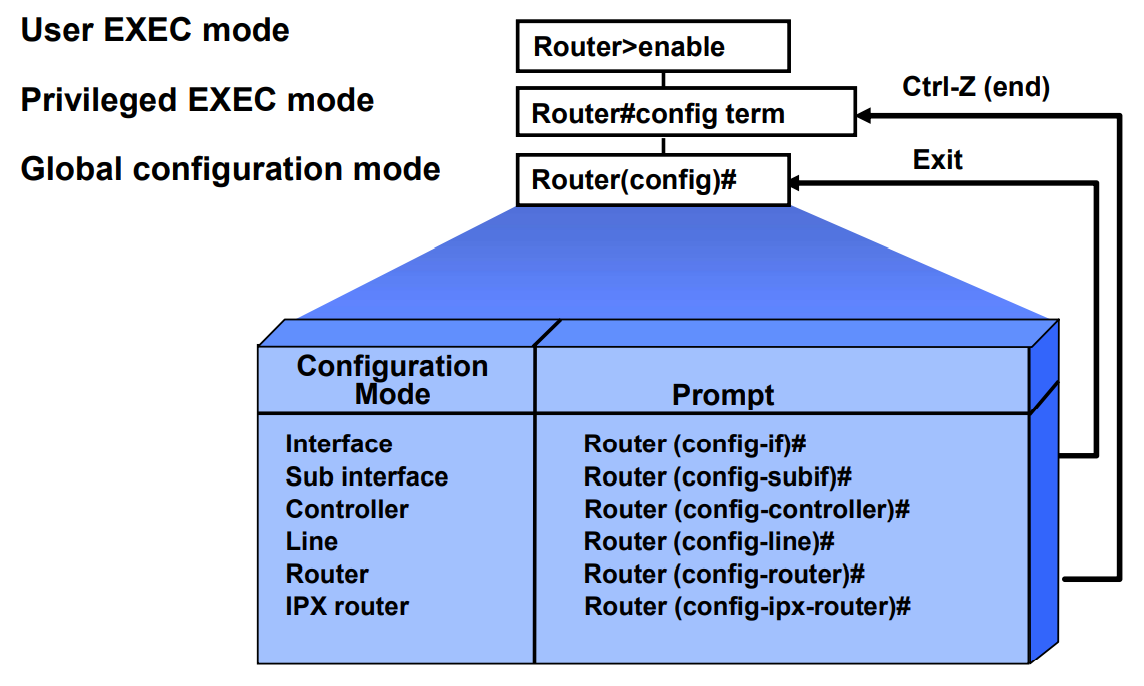 User EXEC mode
Router>enable
Privileged EXEC mode
Router#config term
Ctrl-Z (end)
Global configuration mode
Router(config)#
Exit
Configuration
Mode
Prompt
Interface
Router (config-if)#
Sub interface
Router (config-subif)#
Controller
Router (config-controller)#
Line
Router (config-line)#
Router
Router (config-router)#
IPX router
Router (config-ipx-router)#